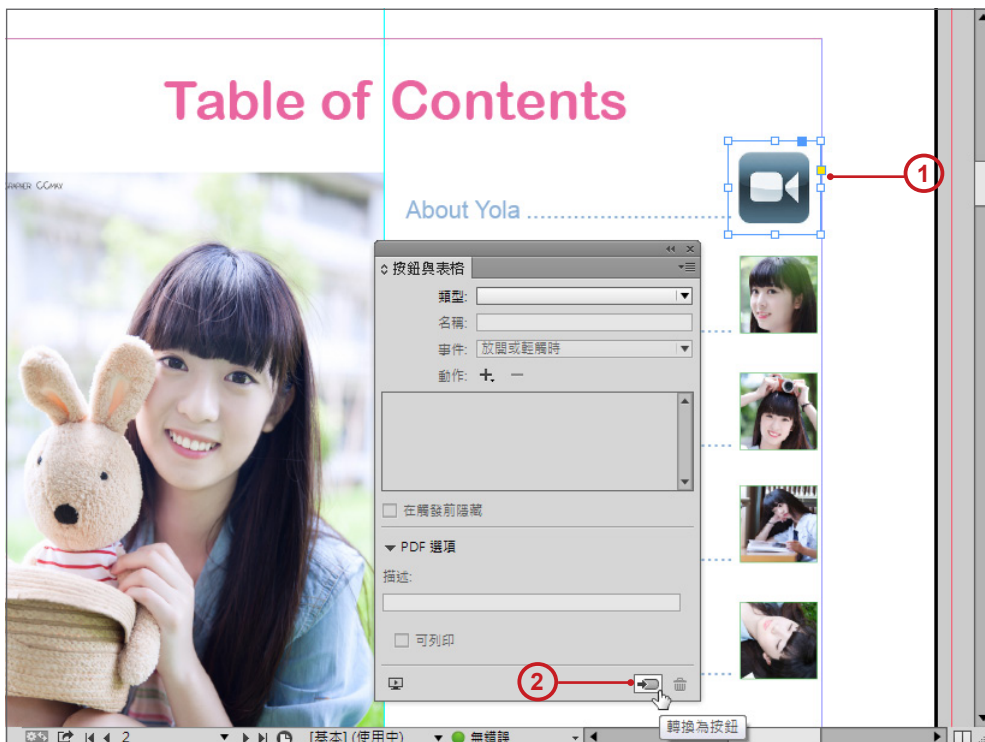 Table of Contents
GRAPHER CCMAY
1
About Yola ................................
按鈕與表格
類型:
名稱:
事件: 放開或輕觸時
動作:
在觸發前隱藏
PDF 選項
描述:
可列印
2
轉換為按鈕
2
[基本] (使用中)
無錯誤